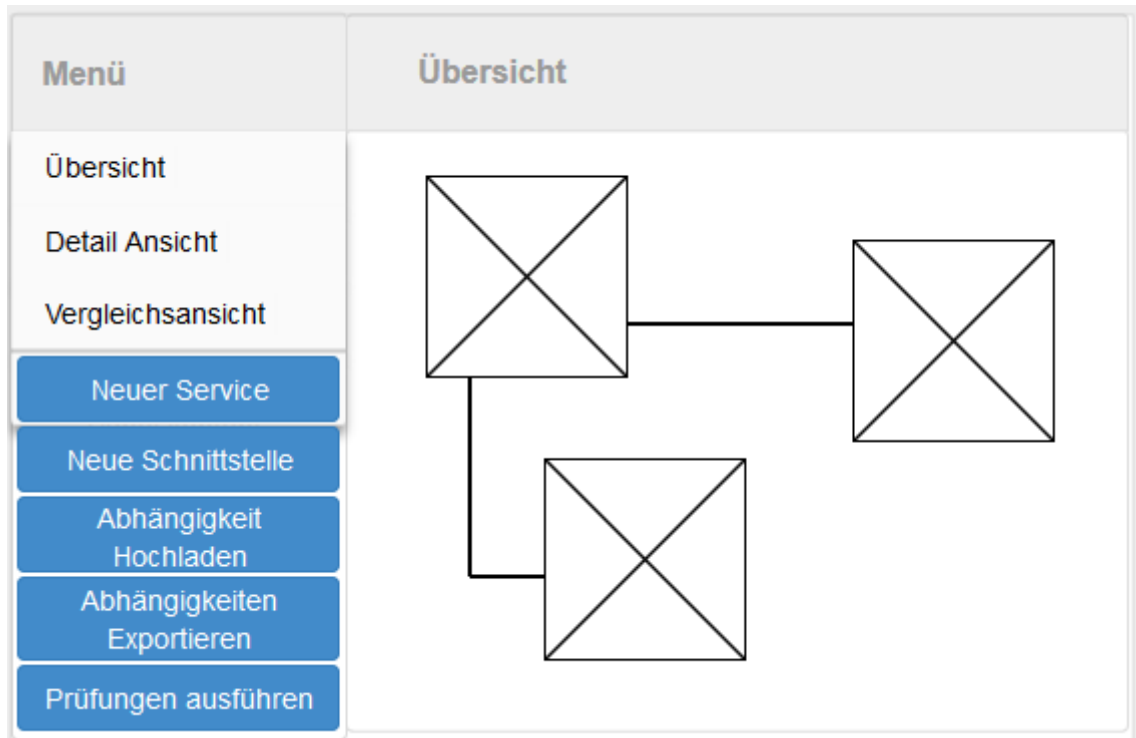 Menü
Übersicht
Übersicht
Detail Ansicht
Vergleichsansicht
Neuer Service
Neue Schnittstelle
Abhängigkeit
Hochladen
Abhängigkeiten
Exportieren
Prüfungen ausführen